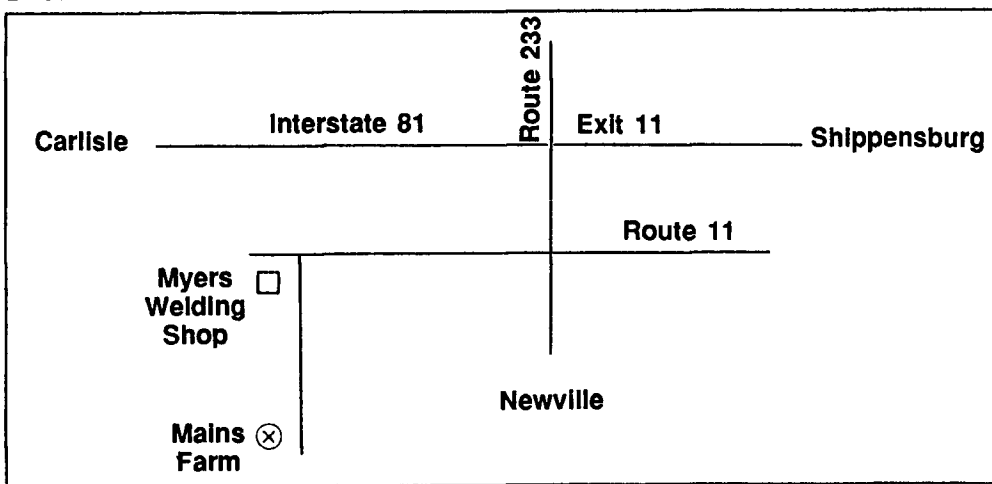 Route 233
Interstate 81
Exit 11
Carlisle
Shippensburg
Route 11
Myers
Welding
Shop
Newville
Mains
Farm